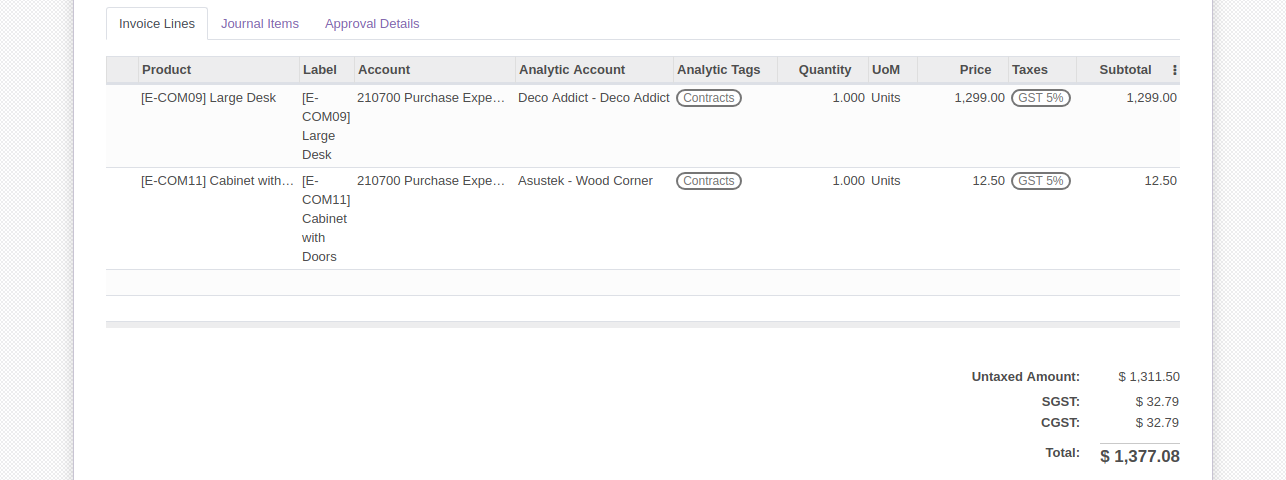 Invoice Lines Journal Items Approval Details
Product Label Account Analytic Account Analytic Tags Quantity UoM Price Taxes Subtotal
[E-COM09] Large Desk [E- 210700 Purchase Expe… Deco Addict - Deco Addict Contracts 1.000 Units 1,299.00 GST 5% 1,299.00
COM09]
Large
Desk
[E-COM11] Cabinet with… [E- 210700 Purchase Expe… Asustek - Wood Corner Contracts 1.000 Units 12.50 GST 5% 12.50
COM11]
Cabinet
with
Doors
Untaxed Amount: $ 1,311.50
SGST: $ 32.79
CGST: $ 32.79
Total: $ 1,377.08